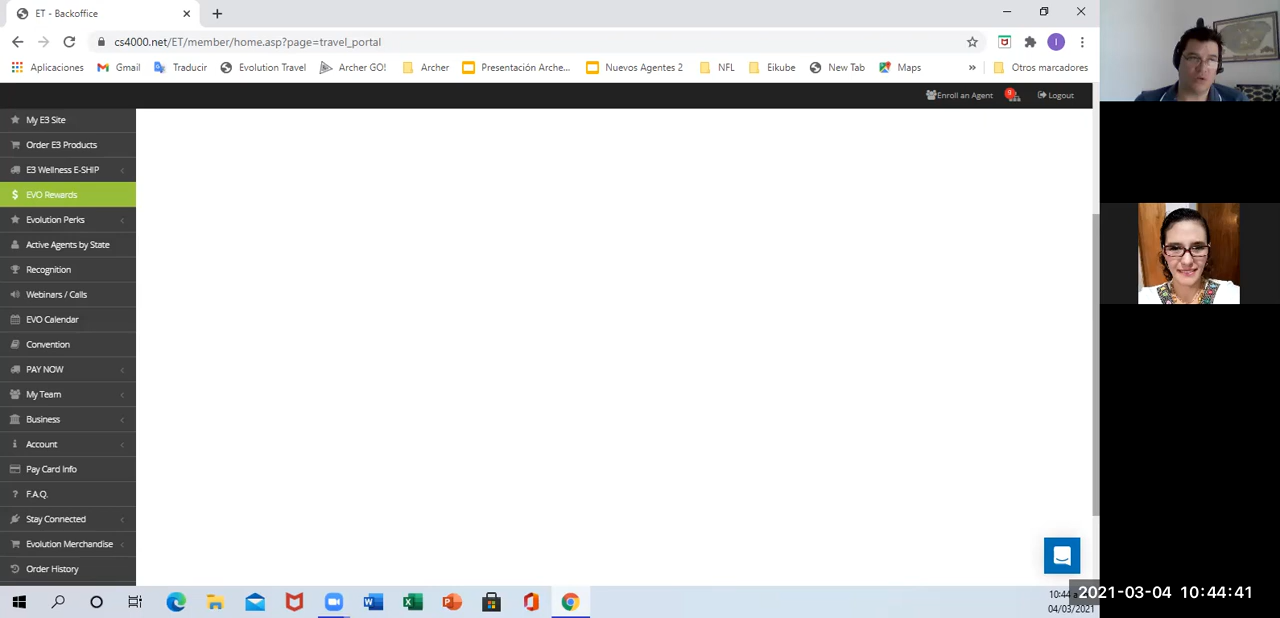 ET - Backoffice
cs4000.net/ET/member/home.asp?page=travel_portal
Aplicaciones Gmail Traducir Evolution Travel Archer GO! Archer Presentación Arche... Nuevos Agentes 2 NFL Eikube New Tab Maps » Otros marcadores
Enroll an Agent 9 Logout
My E3 Site
Order E3 Products
E3 Wellness E-SHIP
EVO Rewards
Evolution Perks
Active Agents by State
Recognition
Webinars / Calls
EVO Calendar
Convention
PAY NOW
My Team
Business
Account
Pay Card Info
F.A.Q.
Stay Connected
Evolution Merchandise
Order History
10:44 a
04/03/2021
2021-03-04 10:44:41